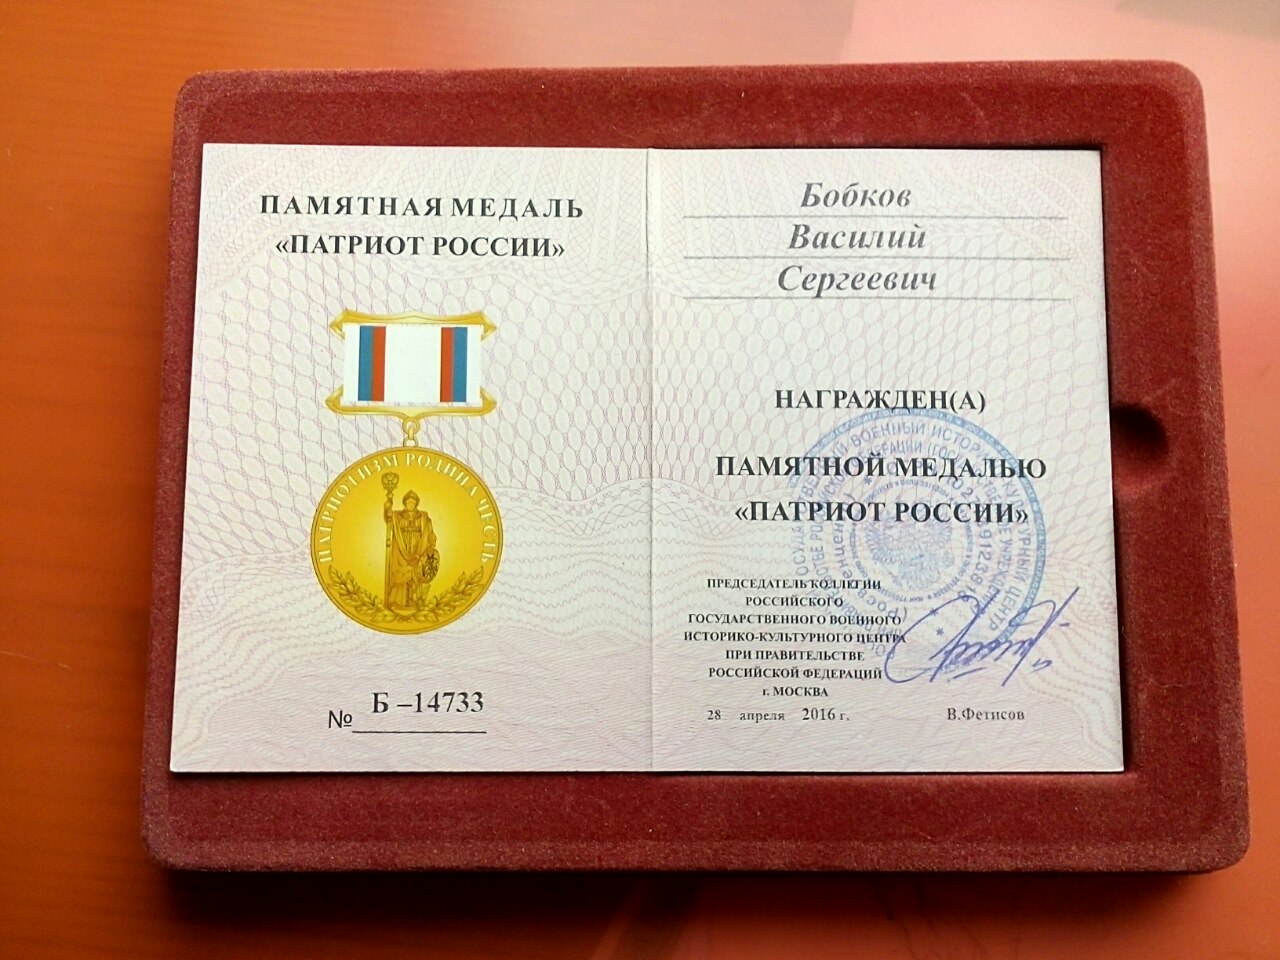 ПАМЯТНАЯ МЕДАЛЬ
«ПАТРИОТ РОССИИ»
ПАТРИОТИЗМ РОДИНА ЧЕСТЬ
№ Б –14733
Бобков
Василий
Сергеевич
НАГРАЖДЕН(А)
ПАМЯТНОЙ МЕДАЛЬЮ
«ПАТРИОТ РОССИИ»
ПРЕДСЕДАТЕЛЬ КОЛЛЕГИИ
РОССИЙСКОГО
ГОСУДАРСТВЕННОГО ВОЕННОГО
ИСТОРИКО-КУЛЬТУРНОГО ЦЕНТРА
ПРИ ПРАВИТЕЛЬСТВЕ
РОССИЙСКОЙ ФЕДЕРАЦИИ
г. МОСКВА
28 апреля 2016 г. В.Фетисов